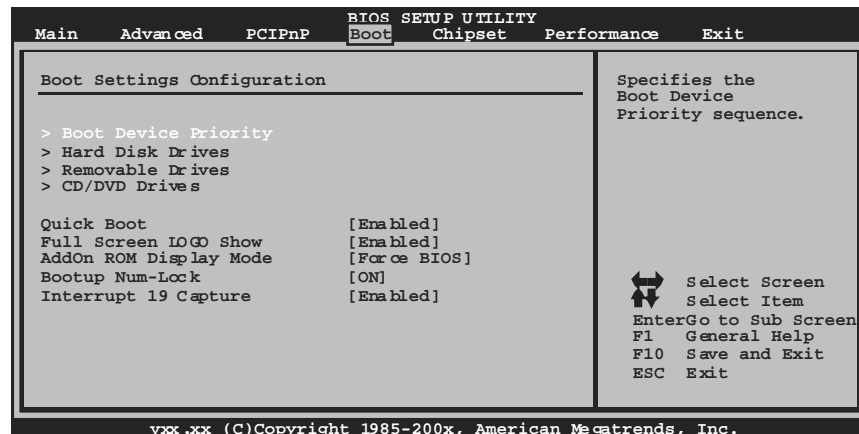 BIOS SETUP UTILITY
Main Advanced PCIPnP Boot Chipset Performance Exit
Boot Settings Configuration
> Boot Device Priority
> Hard Disk Drives
> Removable Drives
> CD/DVD Drives
Quick Boot [Enabled]
Full Screen LOGO Show [Enabled]
AddOn ROM Display Mode [Force BIOS]
Bootup Num-Lock [ON]
Interrupt 19 Capture [Enabled]
Specifies the
Boot Device
Priority sequence.
Select Screen
Select Item
EnterGo to Sub Screen
F1 General Help
F10 Save and Exit
ESC Exit
vxx.xx (C)Copyright 1985-200x, American Megatrends, Inc.